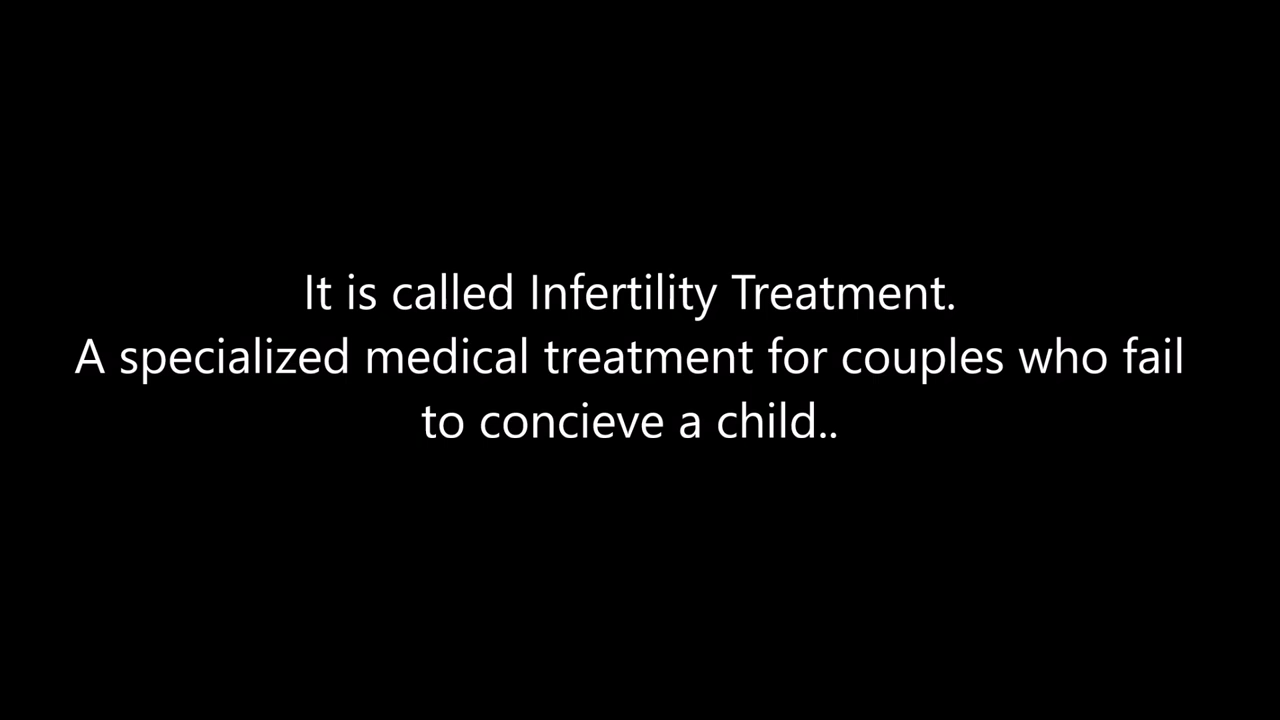 It is called Infertility Treatment.
A specialized medical treatment for couples who fail
to concieve a child..